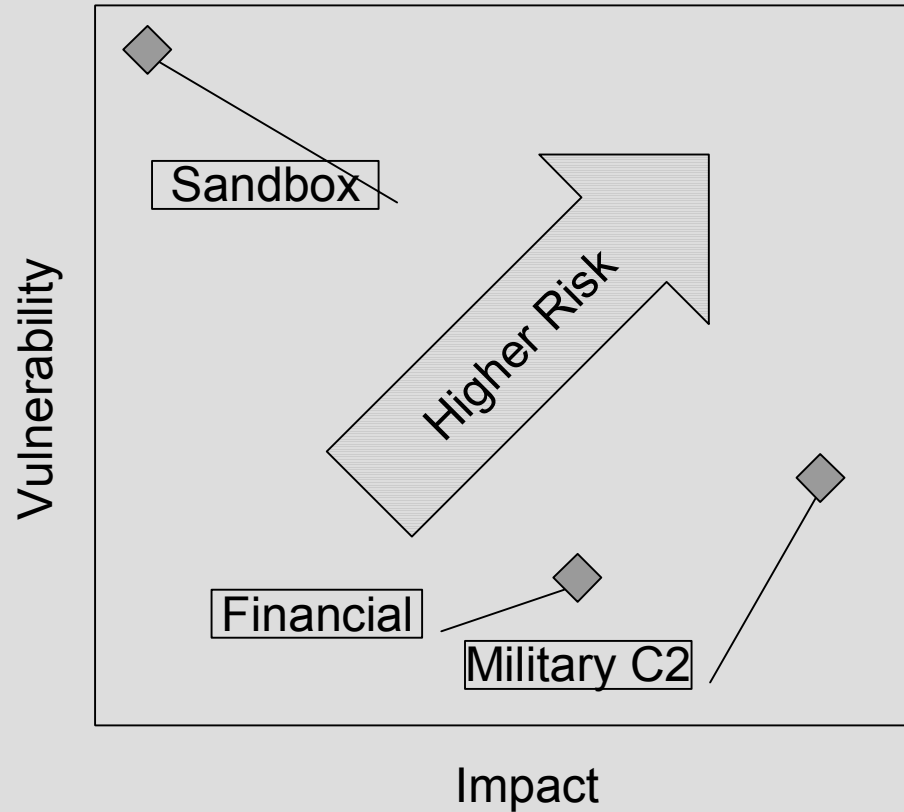 Sandbox
Higher Risk
Vulnerability
Financial
Military C2
Impact